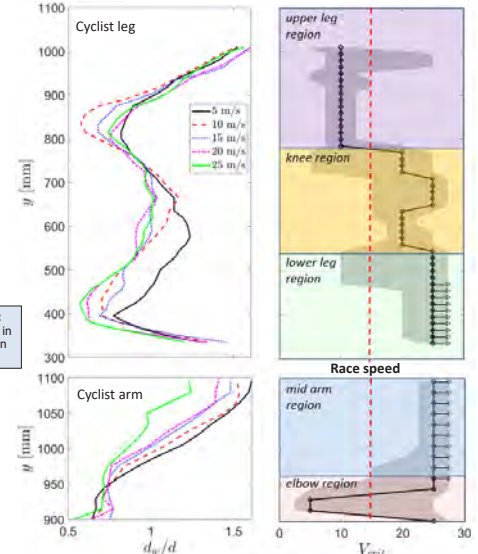 1100
1000
900
800
700
600
500
400
300
y [mm]
Cyclist leg
5 m/s
10 m/s
15 m/s
20 m/s
25 m/s
upper leg
region
knee region
lower leg
region
in
Race speed
1100
1050
1000
950
900
y [mm]
Cyclist arm
0.5
1
1.5
d_w/d
mid arm
region
elbow region
0
10
20
30
V_crit